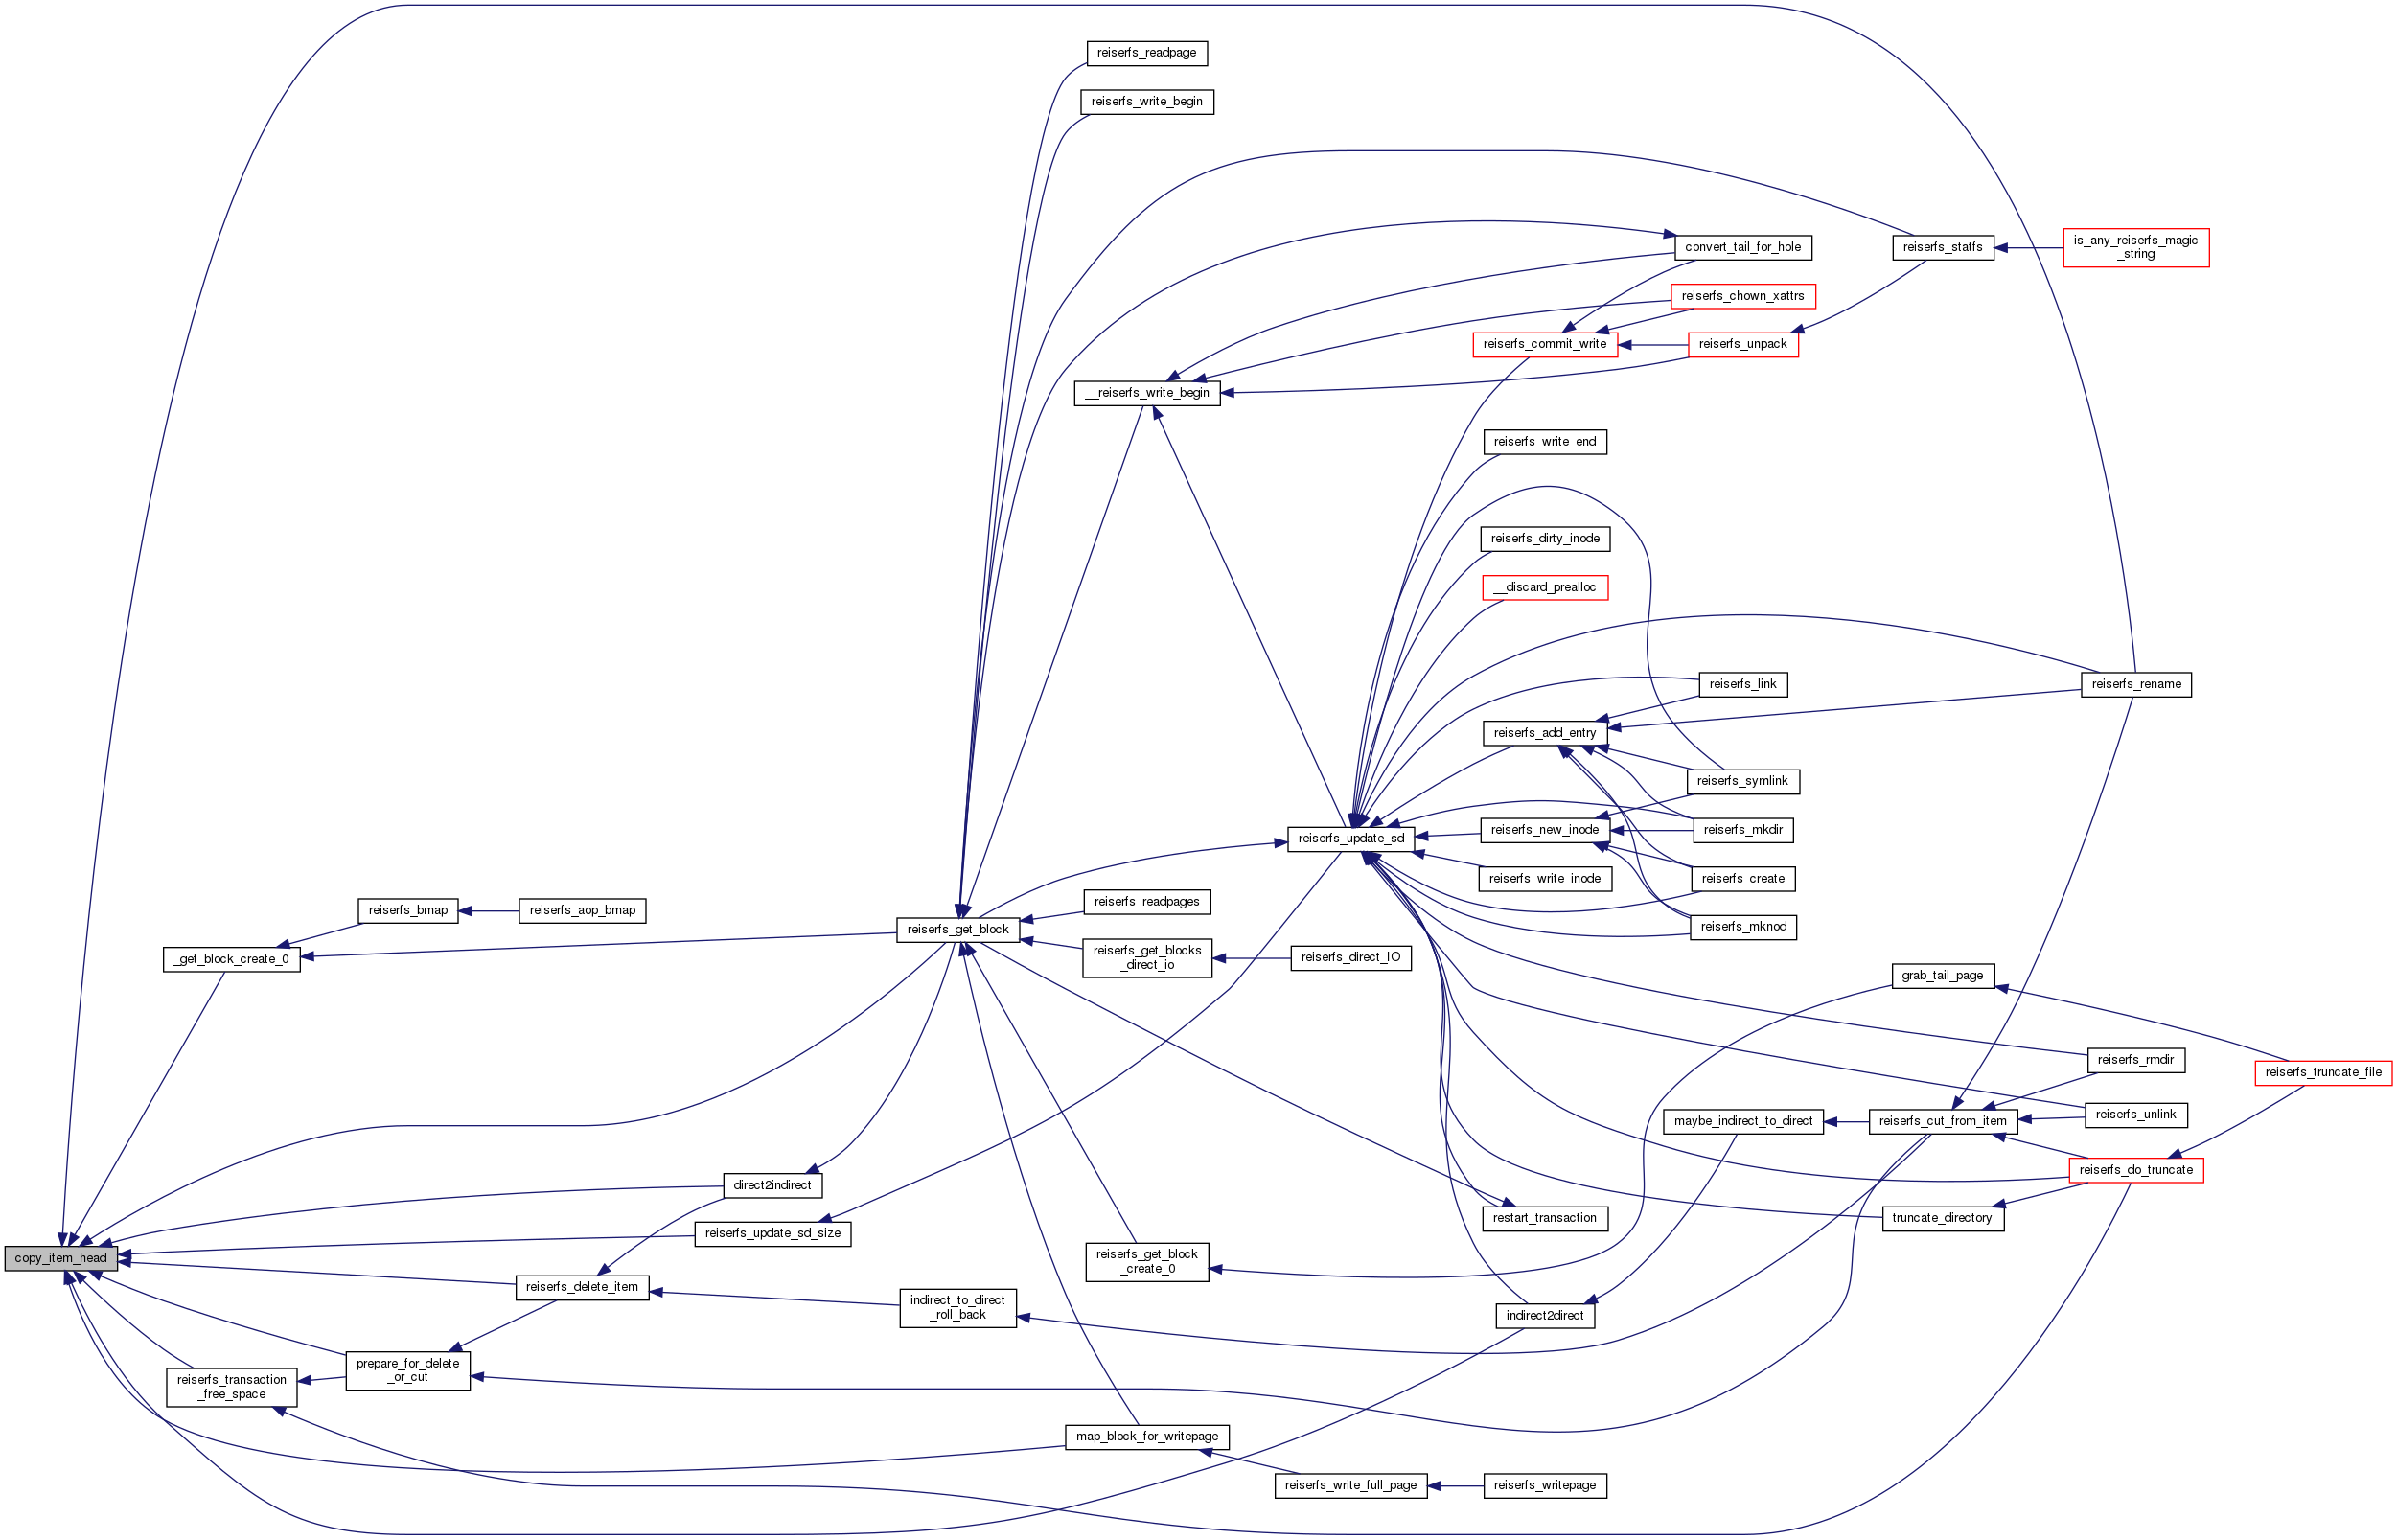 reiserfs_readpage
reiserfs_write_begin
convert_tail_for_hole
reiserfs_statfs
is_any_reiserfs_magic
_string
reiserfs_chown_xattrs
reiserfs_commit_write
reiserfs_unpack
__reiserfs_write_begin
reiserfs_write_end
reiserfs_dirty_inode
__discard_prealloc
reiserfs_link
reiserfs_rename
reiserfs_add_entry
reiserfs_symlink
reiserfs_update_sd
reiserfs_new_inode
reiserfs_mkdir
reiserfs_write_inode
reiserfs_create
reiserfs_bmap
reiserfs_aop_bmap
reiserfs_readpages
reiserfs_get_block
reiserfs_mknod
_get_block_create_0
reiserfs_get_blocks
_direct_io
reiserfs_direct_IO
grab_tail_page
reiserfs_rmdir
reiserfs_truncate_file
maybe_indirect_to_direct
reiserfs_cut_from_item
reiserfs_unlink
reiserfs_do_truncate
direct2indirect
restart_transaction
truncate_directory
reiserfs_update_sd_size
copy_item_head
reiserfs_get_block
_create_0
reiserfs_delete_item
indirect_to_direct
_roll_back
indirect2direct
prepare_for_delete
_or_cut
reiserfs_transaction
_free_space
map_block_for_writepage
reiserfs_write_full_page
reiserfs_writepage